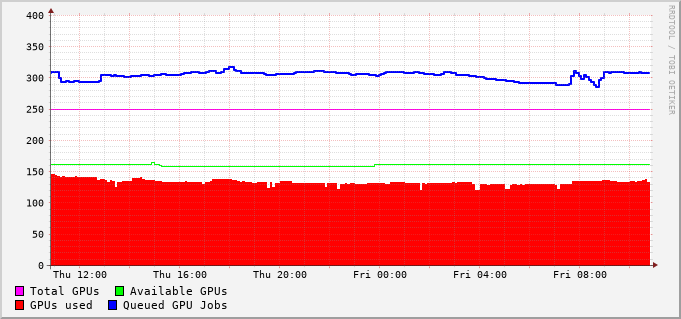 400
350
300
250
200
150
100
50
0
Thu 12:00 Thu 16:00 Thu 20:00 Fri 00:00 Fri 04:00 Fri 08:00
Total GPUs Available GPUs
GPUs used Queued GPU Jobs
RRDTOOL / TOBI OETIKER